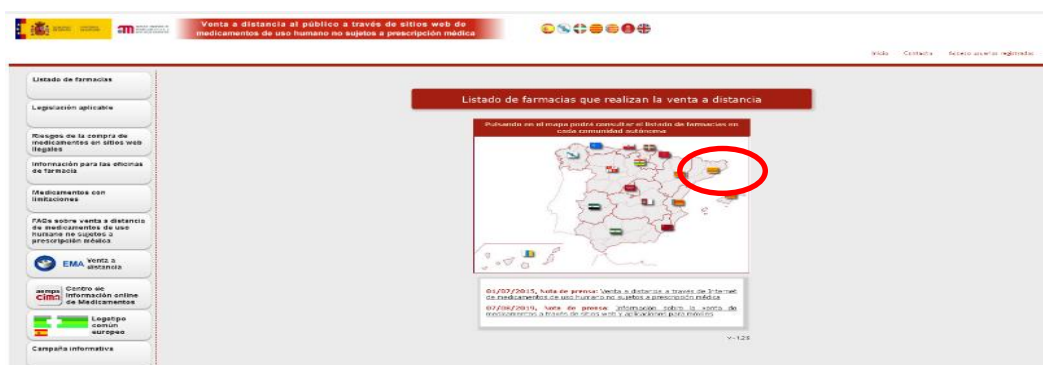 Venta a distancia al público a través de sitios web de
medicamentos de uso humano no sujetos a prescripción médica
Inicio Contacto Acceso usuarios registrados
Listado de farmacias
Legislación aplicable
Riesgos de la compra de
medicamentos en sitios web
ilegales
Información para las oficinas
de farmacia
Medicamentos con
limitaciones
FAQs sobre venta a distancia
de medicamentos de uso
humano no sujetos a
prescripción médica
EMA Venta a
distancia
aemps
cima
Centro de
información online
de Medicamentos
Logotipo
común
europeo
Campaña informativa
Listado de farmacias que realizan la venta a distancia
Pulsando en el mapa podrá consultar el listado de farmacias en
cada comunidad autónoma
01/07/2015, Nota de prensa: Venta a distancia a través de Internet
de medicamentos de uso humano no sujetos a prescripción médica
07/08/2019, Nota de prensa: Información sobre la venta de
medicamentos a través de sitios web y aplicaciones para móviles